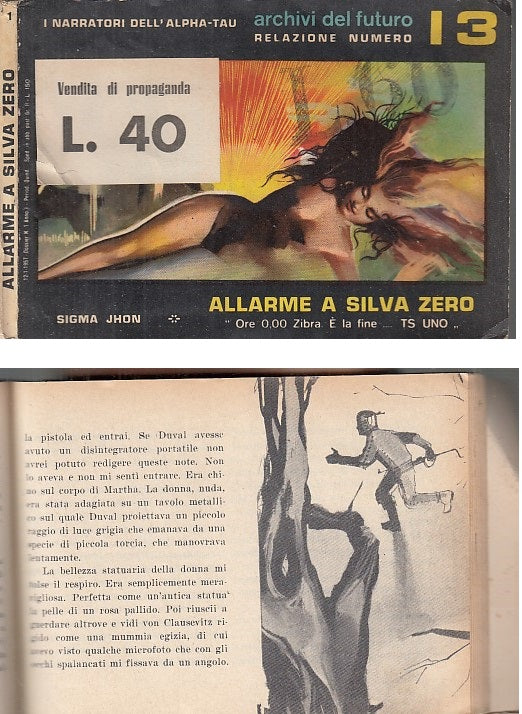 1
ALLARME A SILVA ZERO
I NARRATORI DELL'ALPHA-TAU
archivi del futuro
RELAZIONE NUMERO
13
Vendita di propaganda
L. 40
ALLARME A SILVA ZERO
SIGMA JHON
" Ore 0,00 Zibra. È la fine .... TS UNO „
la pistola ed entrai. Se Duval avesse
avuto un disintegratore portatile non
avrei potuto redigere queste note. Non
lo aveva e non mi sentì entrare. Era chi-
no sul corpo di Martha. La donna, nuda,
era stata adagiata su un tavolo metalli-
co sul quale Duval proiettava un piccolo
raggio di luce grigia che emanava da una
specie di piccola torcia, che manovrava
lentamente.
La bellezza statuaria della donna mi
tolse il respiro. Era semplicemente mera-
vigliosa. Perfetta come un'antica statua
la pelle di un rosa pallido. Poi riuscii a
guardare altrove e vidi von Clausevitz ri-
gido come una mummia egizia, di cui
avevo visto qualche microfoto che con gli
occhi spalancati mi fissava da un angolo.